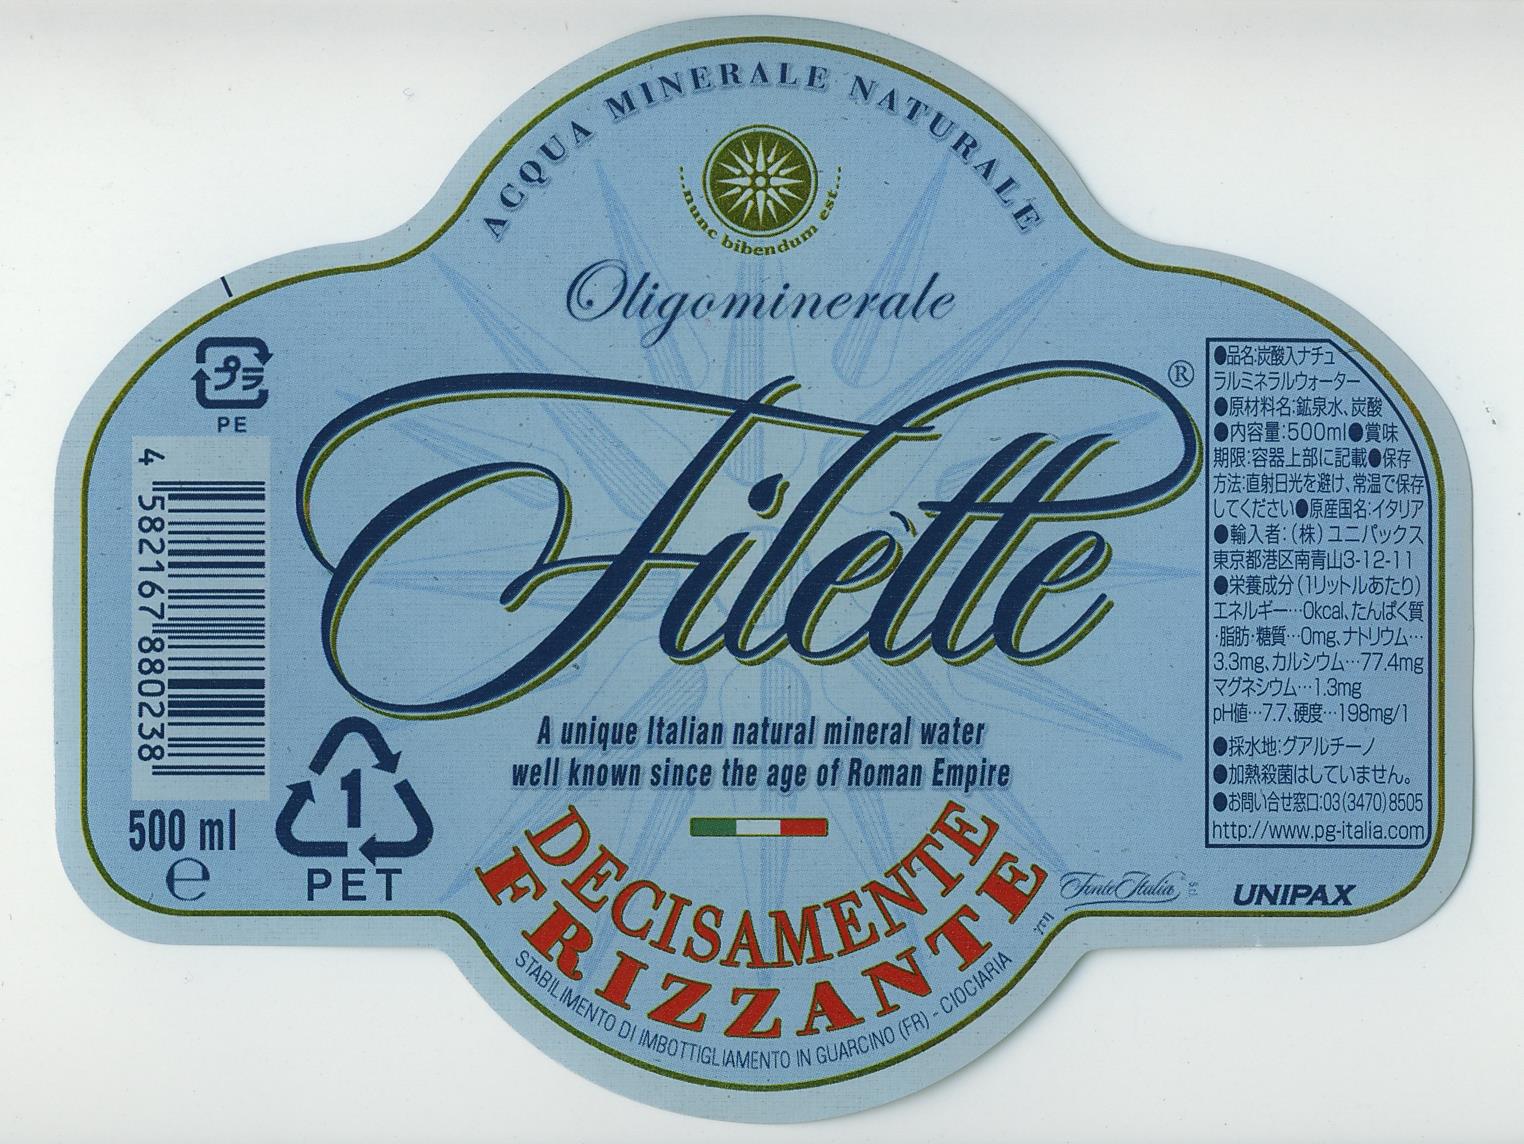 ACQUA MINERALE NATURALE
...nunc bibendum est...
Oligominerale
Filette
®
プラ
PE
4 582167 880238
500 ml
e
1
PET
A unique Italian natural mineral water
well known since the age of Roman Empire
DECISAMENTE
FRIZZANTE
STABILIMENTO DI IMBOTTIGLIAMENTO IN GUARCINO (FR) - CIOCIARIA
●品名:炭酸入ナチュ
ラルミネラルウォーター
●原材料名:鉱泉水、炭酸
●内容量:500ml●賞味
期限:容器上部に記載●保存
方法:直射日光を避け、常温で保存
してください●原産国名:イタリア
●輸入者:(株)ユニパックス
東京都港区南青山3-12-11
●栄養成分(1リットルあたり)
エネルギー…0kcal、たんぱく質
・脂肪・糖質…0mg、ナトリウム…
3.3mg、カルシウム…77.4mg
マグネシウム…1.3mg
pH値…7.7、硬度…198mg/1
●採水地:グアルチーノ
●加熱殺菌はしていません。
●お問い合せ窓口:03(3470)8505
http://www.pg-italia.com
Fonte Italia
UNIPAX